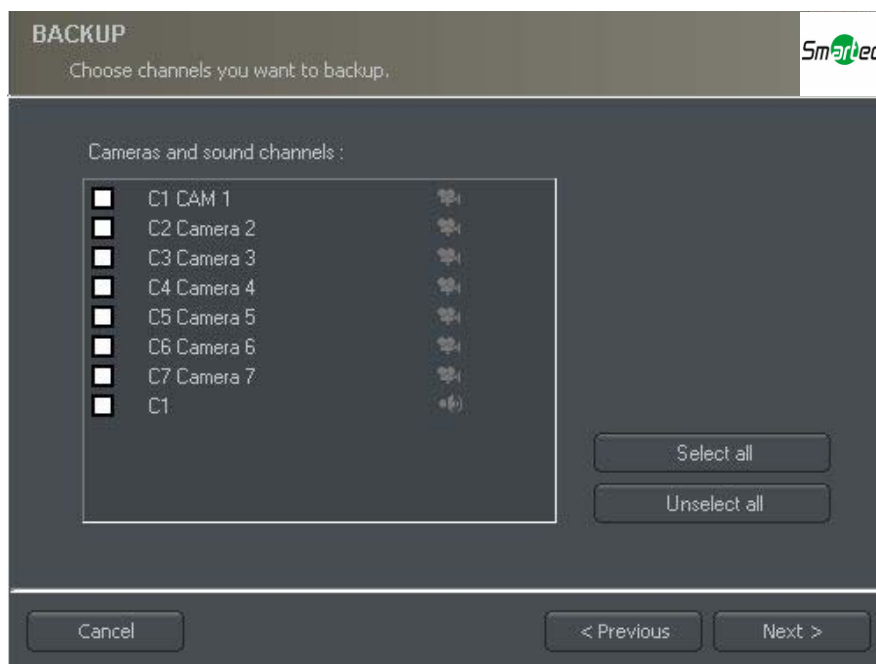 BACKUP
Choose channels you want to backup.
Smartec
Cameras and sound channels :
C1 CAM 1
C2 Camera 2
C3 Camera 3
C4 Camera 4
C5 Camera 5
C6 Camera 6
C7 Camera 7
C1
Select all
Unselect all
Cancel
< Previous
Next >